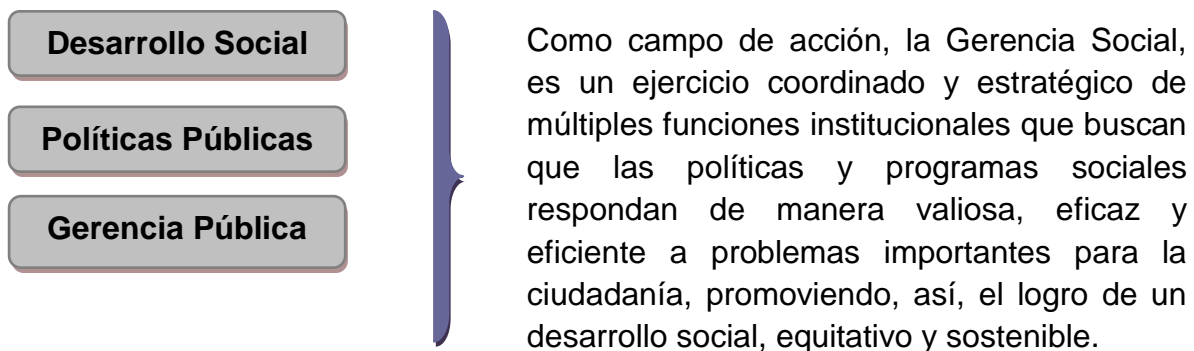 Desarrollo Social
Políticas Públicas
Gerencia Pública
Como campo de acción, la Gerencia Social,
es un ejercicio coordinado y estratégico de
múltiples funciones institucionales que buscan
que las políticas y programas sociales
respondan de manera valiosa, eficaz y
eficiente a problemas importantes para la
ciudadanía, promoviendo, así, el logro de un
desarrollo social, equitativo y sostenible.